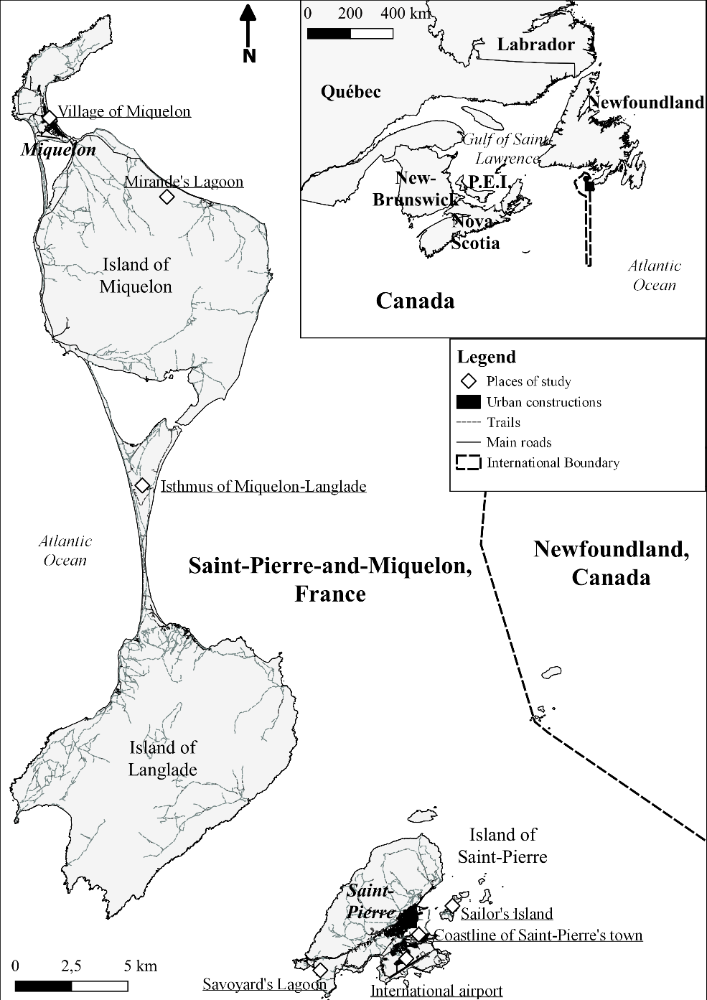 0 200 400 km
N
Labrador
Québec
Newfoundland
Gulf of Saint
Lawrence
New-
Brunswick
P.E.I.
Nova
Scotia
Atlantic
Ocean
Canada
Village of Miquelon
Miquelon
Mirande's Lagoon
Island of
Miquelon
Legend
Places of study
Urban constructions
Trails
Main roads
International Boundary
Isthmus of Miquelon-Langlade
Atlantic
Ocean
Saint-Pierre-and-Miquelon,
France
Newfoundland,
Canada
Island of
Langlade
Island of
Saint-Pierre
Saint-
Pierre
Sailor's Island
Coastline of Saint-Pierre's town
0 2,5 5 km
Savoyard's Lagoon
International airport